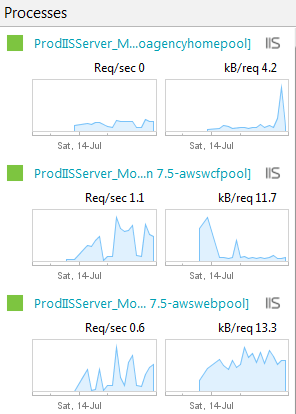 Processes
ProdIISServer_M...oagencyhomepool] IIS
Req/sec 0 kB/req 4.2
Sat, 14-Jul Sat, 14-Jul
ProdIISServer_Mo...n 7.5-awswcfpool] IIS
Req/sec 1.1 kB/req 11.7
Sat, 14-Jul Sat, 14-Jul
ProdIISServer_Mo... 7.5-awswebpool] IIS
Req/sec 0.6 kB/req 13.3
Sat, 14-Jul Sat, 14-Jul